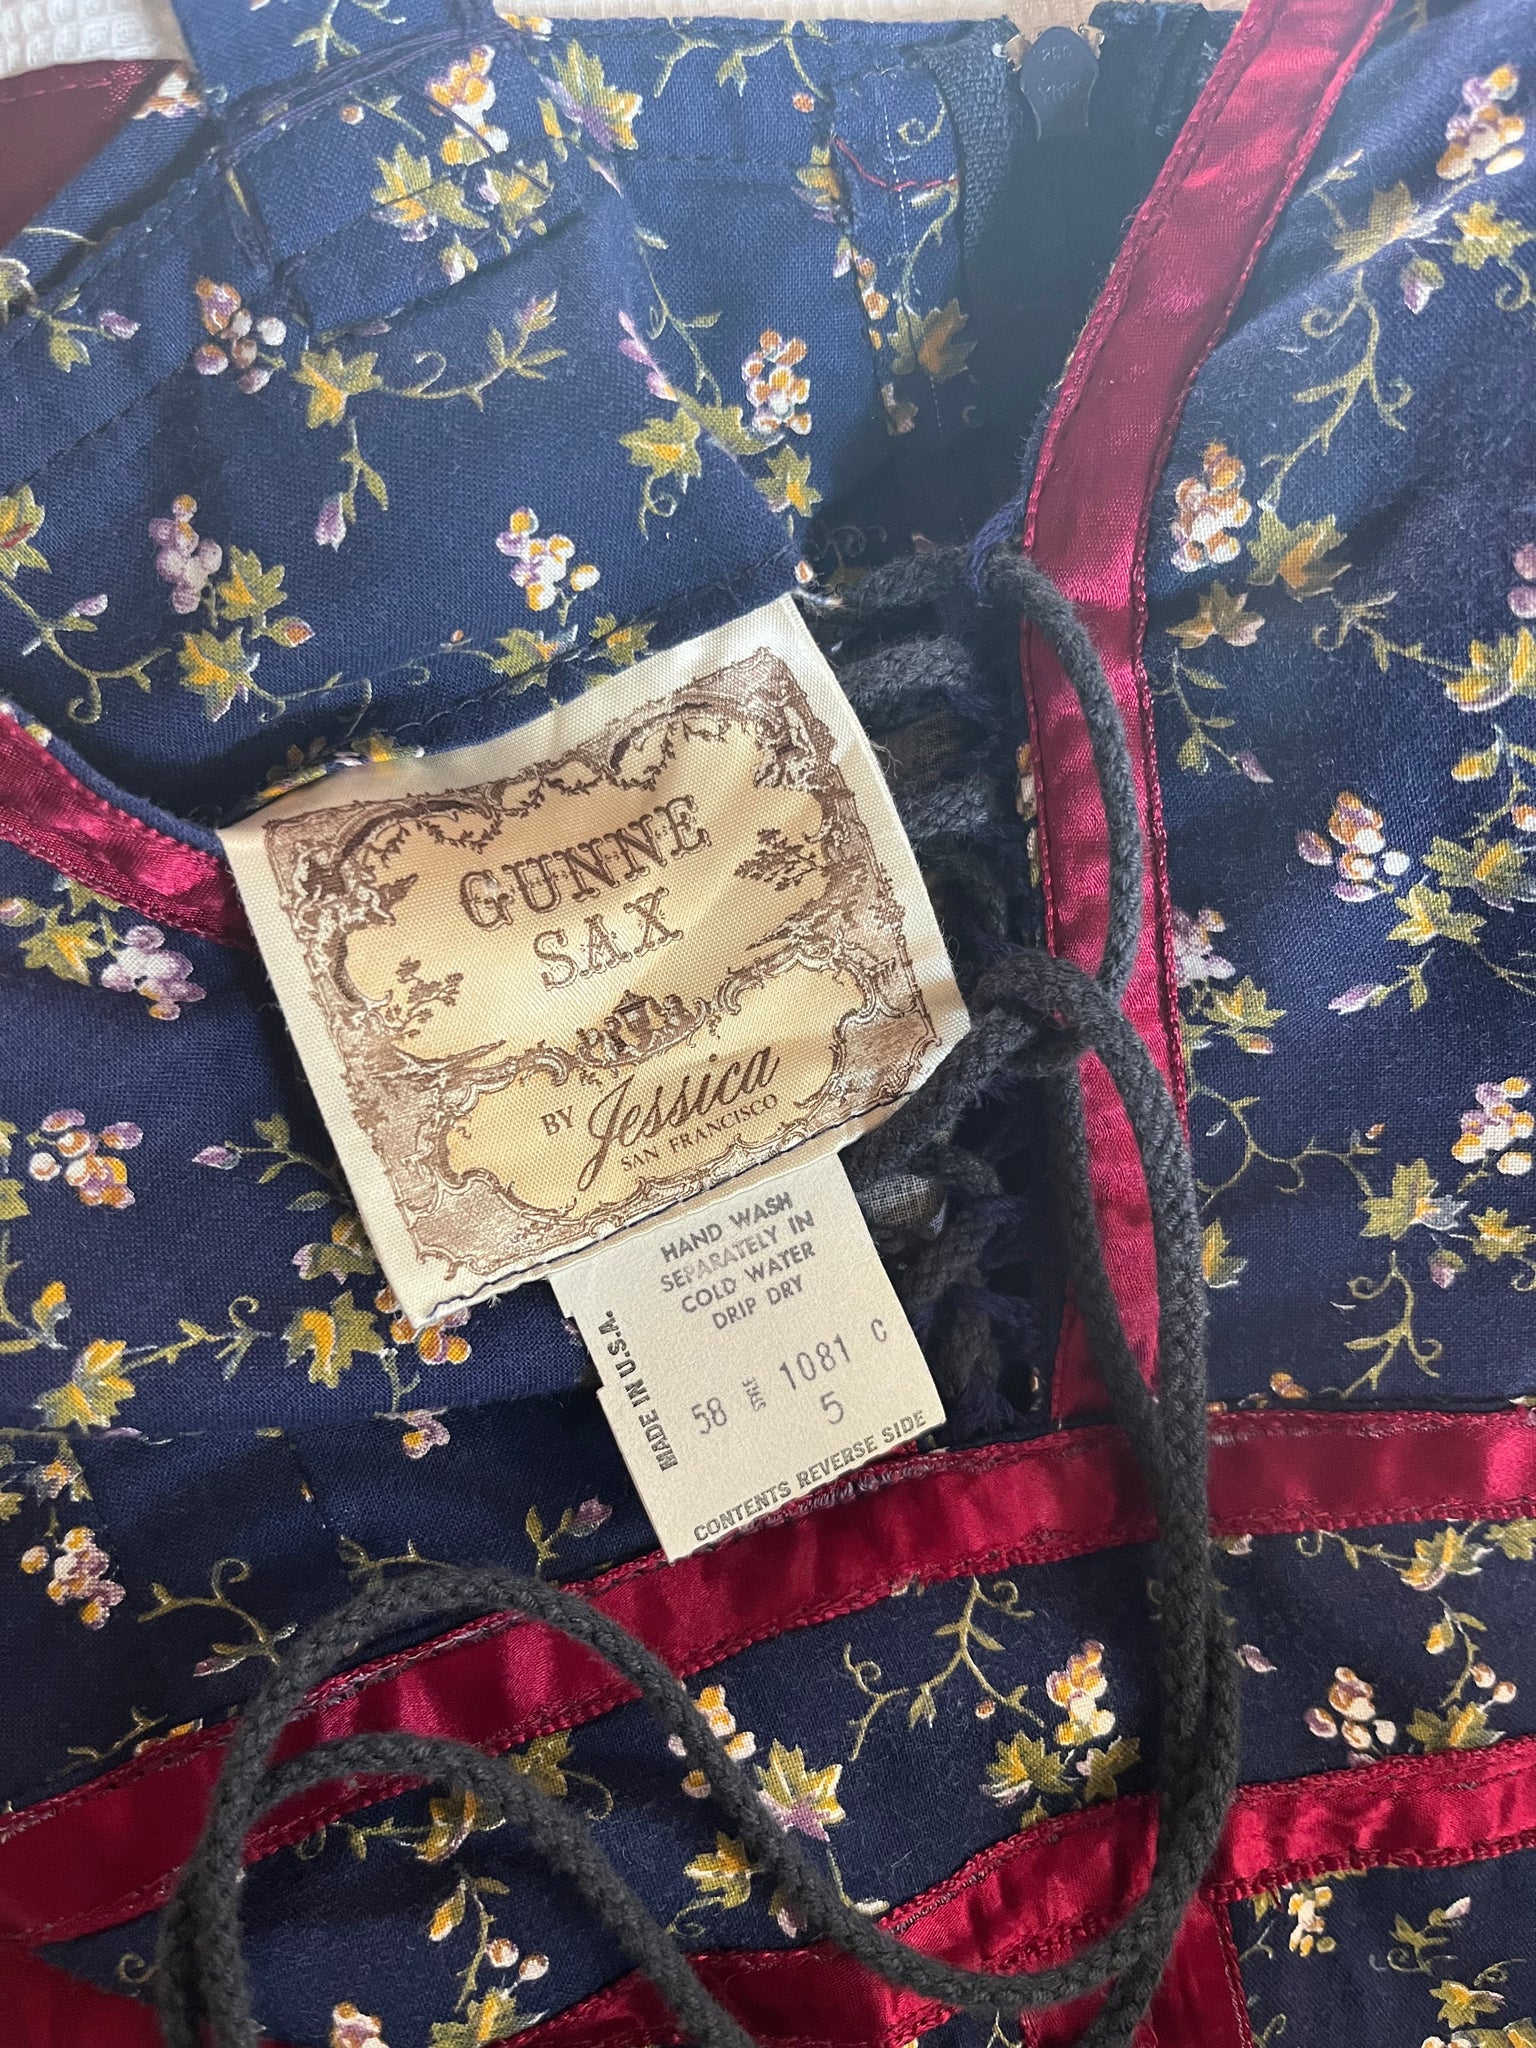 GUNNE
SAX
BY Jessica
SAN FRANCISCO
HAND WASH
SEPARATELY IN
COLD WATER
DRIP DRY
MADE IN U.S.A.
58 STYLE 1081 C
5
CONTENTS REVERSE SIDE